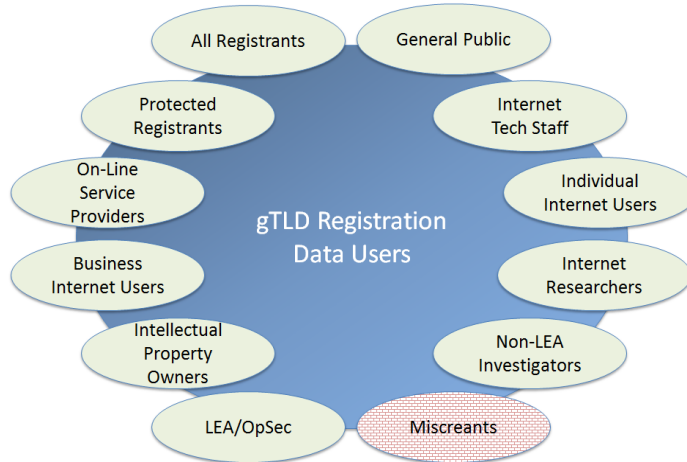 All Registrants
General Public
Protected
Registrants
Internet
Tech Staff
On-Line
Service
Providers
Individual
Internet Users
gTLD Registration
Data Users
Business
Internet Users
Internet
Researchers
Intellectual
Property
Owners
Non-LEA
Investigators
LEA/OpSec
Miscreants